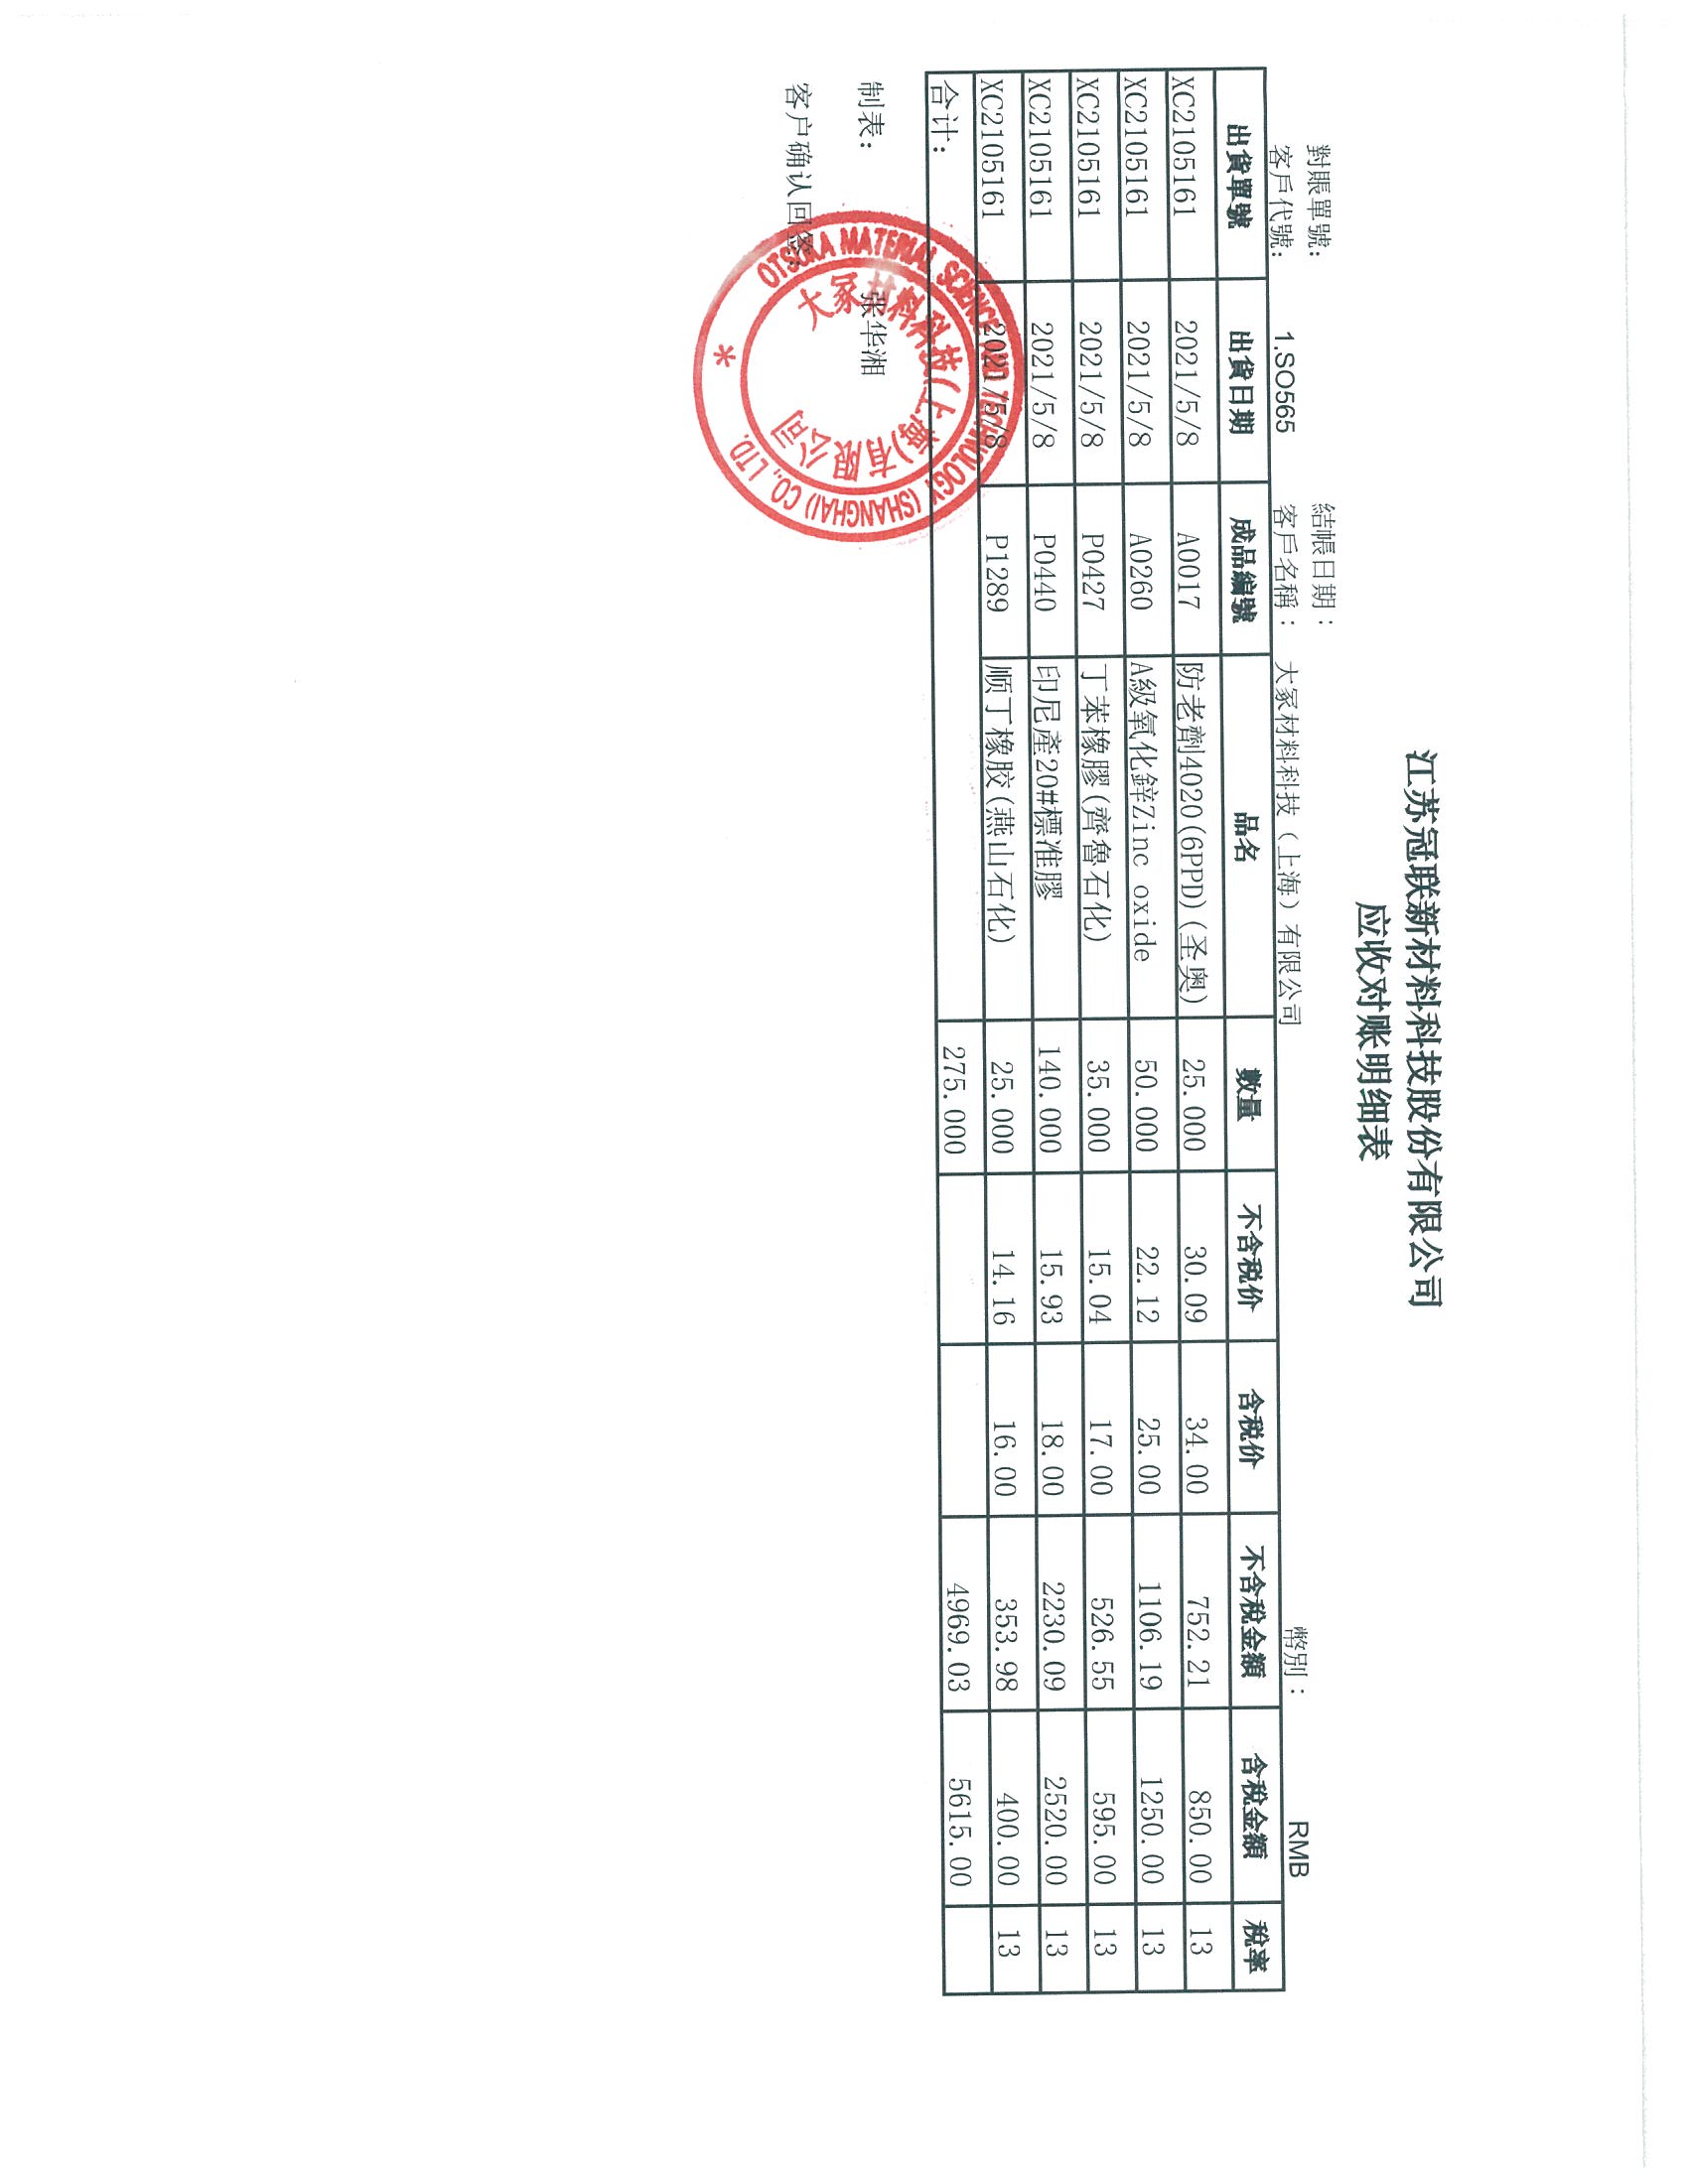 江苏冠联新材料科技股份有限公司
应收对账明细表
對賬單號: 結帳日期:
客戶代號: 1.SO565 客戶名稱: 大冢材料科技（上海）有限公司 幣別: RMB
出貨單號 出貨日期 成品編號 品名 數量 不含税价 含税价 不含稅金額 含稅金額 稅率
XC2105161 2021/5/8 A0017 防老劑4020(6PPD)(圣奥) 25.000 30.09 34.00 752.21 850.00 13
XC2105161 2021/5/8 A0260 A級氧化鋅Zinc oxide 50.000 22.12 25.00 1106.19 1250.00 13
XC2105161 2021/5/8 P0427 丁苯橡膠(齊魯石化) 35.000 15.04 17.00 526.55 595.00 13
XC2105161 2021/5/8 P0440 印尼產20#標准膠 140.000 15.93 18.00 2230.09 2520.00 13
XC2105161 2021/5/8 P1289 顺丁橡胶(燕山石化) 25.000 14.16 16.00 353.98 400.00 13
合计: 275.000 4969.03 5615.00
制表: 张华湘
客户确认回签:
OTSUKA MATERIAL SCIENCE AND TECHNOLOGY (SHANGHAI) CO., LTD.
大冢材料科技(上海)有限公司